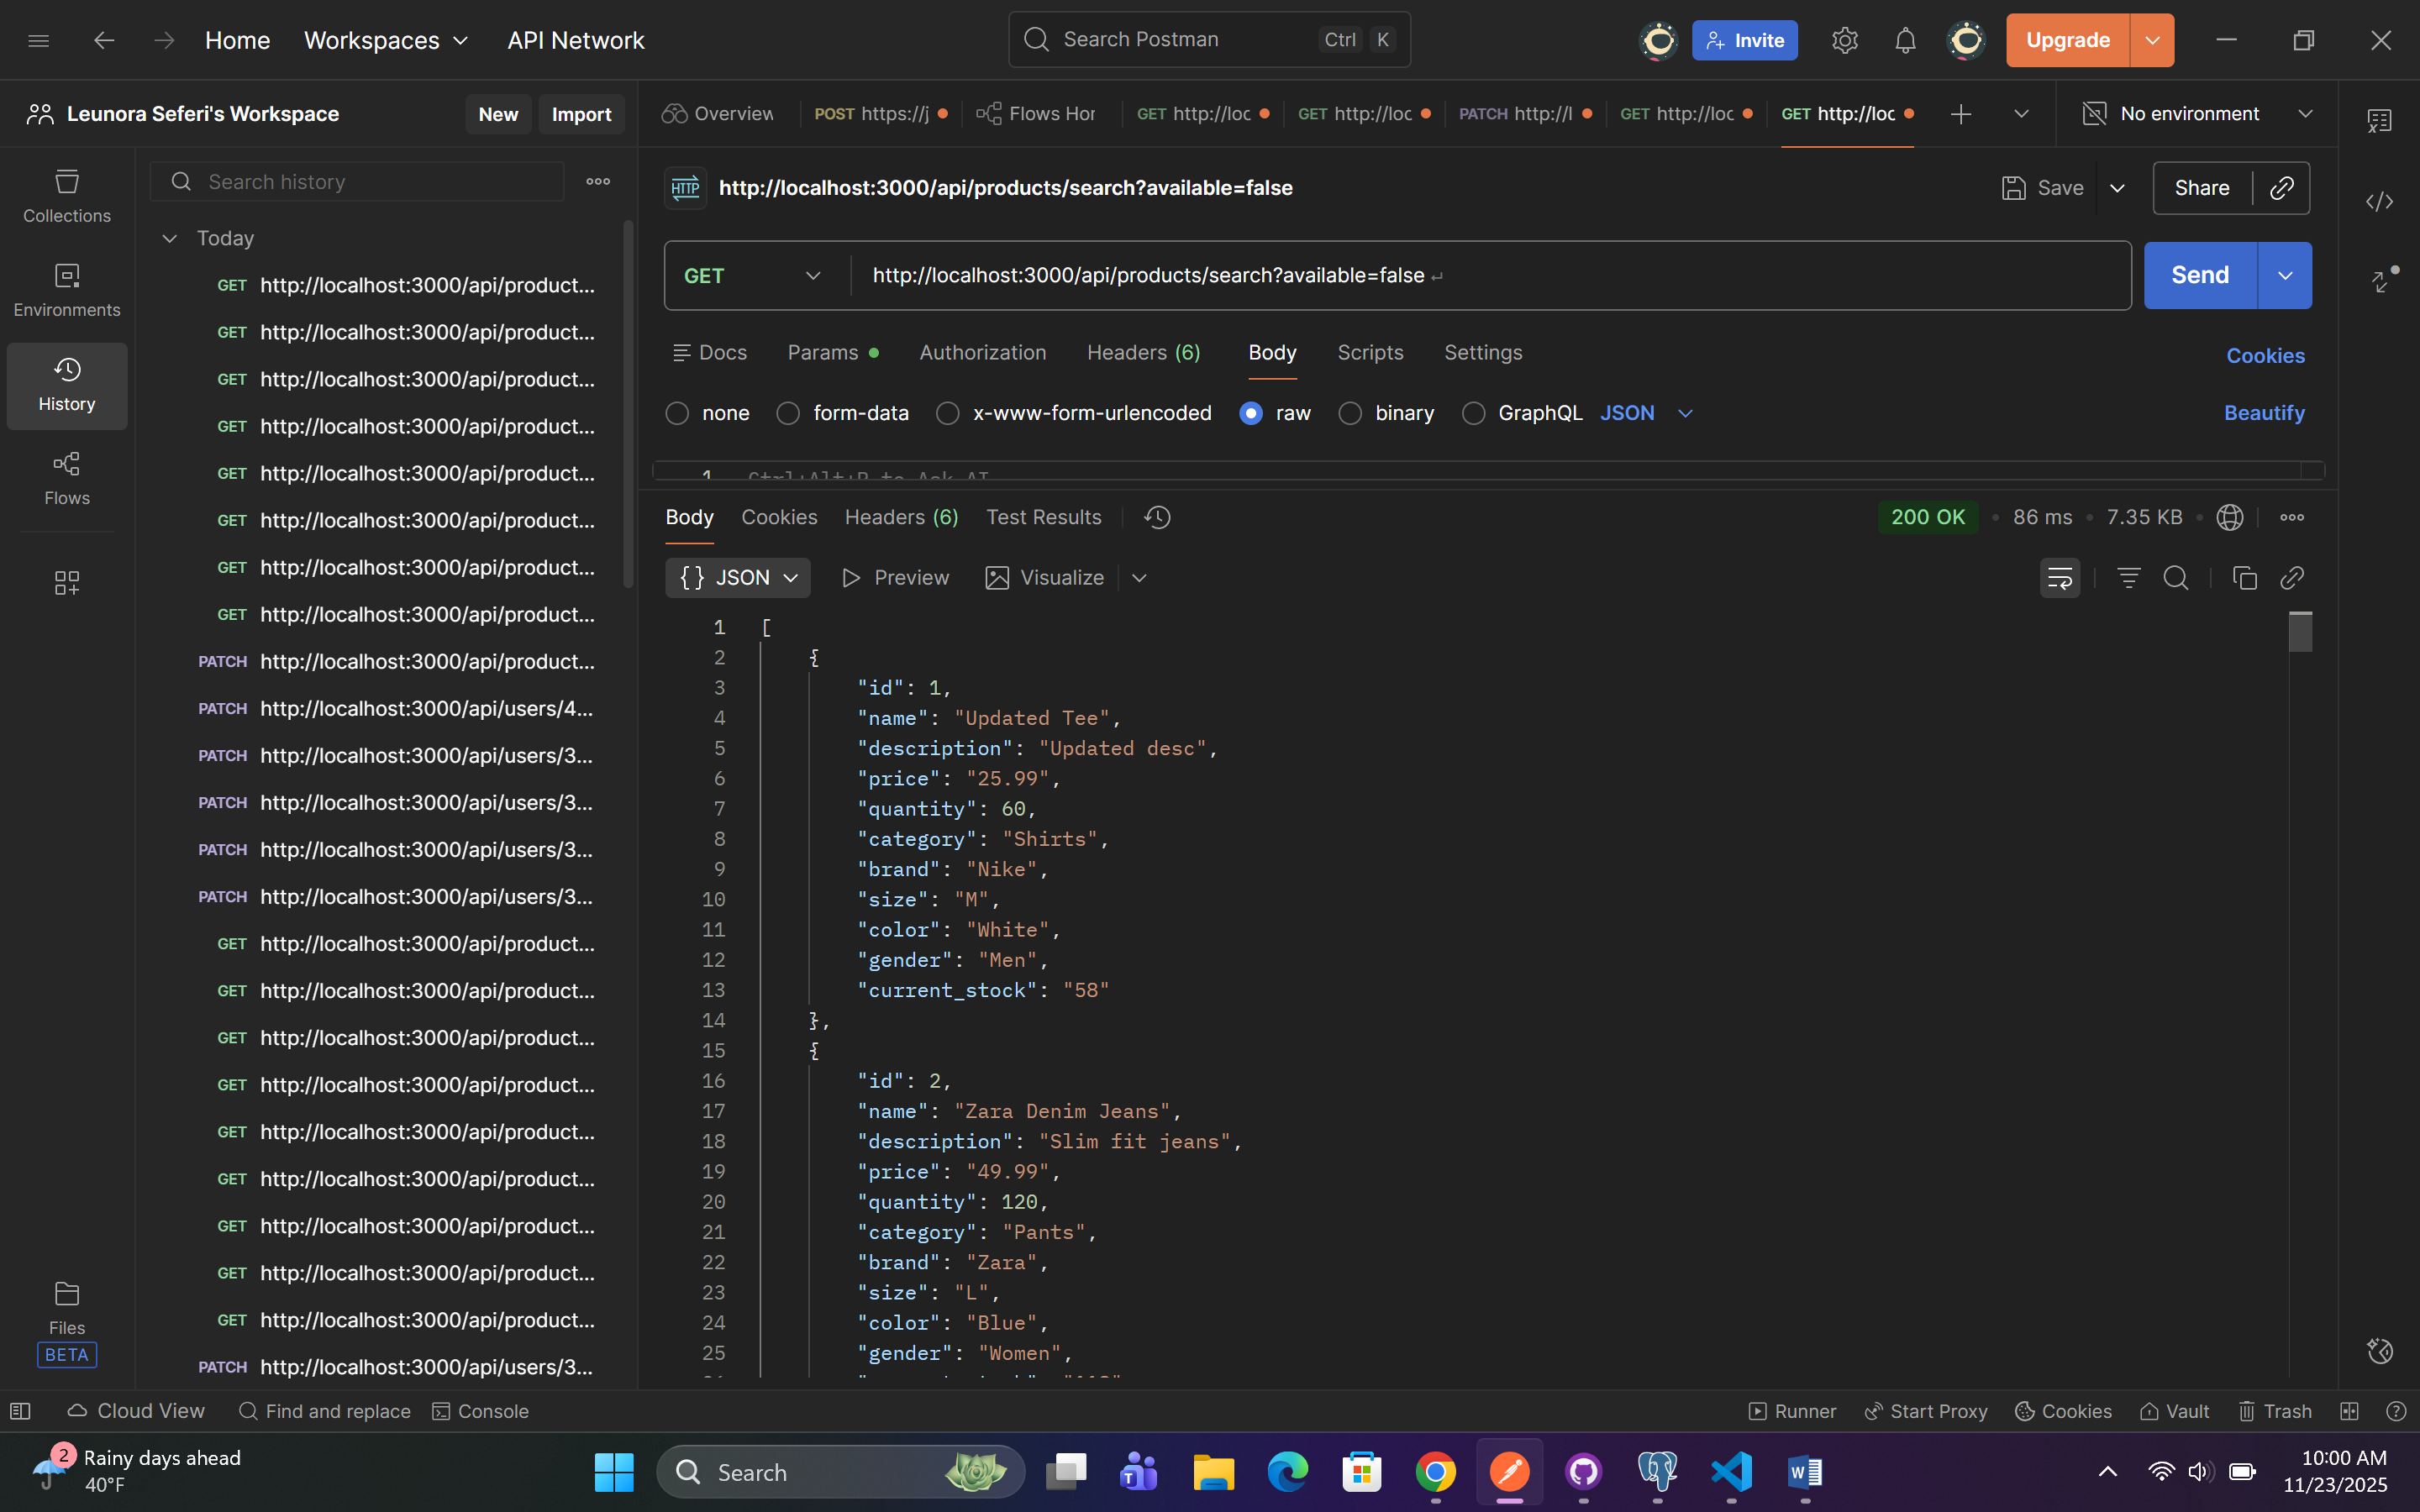 Home
Workspaces
API Network
Search Postman
Ctrl K
Invite
Upgrade
Leunora Seferi's Workspace
New
Import
Overview
POST https://j
Flows Hor
GET http://loc
GET http://loc
PATCH http://l
GET http://loc
GET http://loc
No environment
Collections
Environments
History
Flows
Files
BETA
Search history
Today
GET http://localhost:3000/api/product...
GET http://localhost:3000/api/product...
GET http://localhost:3000/api/product...
GET http://localhost:3000/api/product...
GET http://localhost:3000/api/product...
GET http://localhost:3000/api/product...
GET http://localhost:3000/api/product...
GET http://localhost:3000/api/product...
PATCH http://localhost:3000/api/product...
PATCH http://localhost:3000/api/users/4...
PATCH http://localhost:3000/api/users/3...
PATCH http://localhost:3000/api/users/3...
PATCH http://localhost:3000/api/users/3...
PATCH http://localhost:3000/api/users/3...
GET http://localhost:3000/api/product...
GET http://localhost:3000/api/product...
GET http://localhost:3000/api/product...
GET http://localhost:3000/api/product...
GET http://localhost:3000/api/product...
GET http://localhost:3000/api/product...
GET http://localhost:3000/api/product...
GET http://localhost:3000/api/product...
GET http://localhost:3000/api/product...
PATCH http://localhost:3000/api/users/3...
HTTP http://localhost:3000/api/products/search?available=false
Save
Share
GET http://localhost:3000/api/products/search?available=false
Send
Docs Params Authorization Headers (6) Body Scripts Settings
Cookies
none form-data x-www-form-urlencoded raw binary GraphQL JSON
Beautify
1 Ctrl+Alt+P to Ask AI
Body Cookies Headers (6) Test Results
200 OK • 86 ms • 7.35 KB
{} JSON Preview Visualize
1 [
2 {
3 "id": 1,
4 "name": "Updated Tee",
5 "description": "Updated desc",
6 "price": "25.99",
7 "quantity": 60,
8 "category": "Shirts",
9 "brand": "Nike",
10 "size": "M",
11 "color": "White",
12 "gender": "Men",
13 "current_stock": "58"
14 },
15 {
16 "id": 2,
17 "name": "Zara Denim Jeans",
18 "description": "Slim fit jeans",
19 "price": "49.99",
20 "quantity": 120,
21 "category": "Pants",
22 "brand": "Zara",
23 "size": "L",
24 "color": "Blue",
25 "gender": "Women",
Cloud View
Find and replace
Console
Runner
Start Proxy
Cookies
Vault
Trash
2
Rainy days ahead
40°F
Search
10:00 AM
11/23/2025